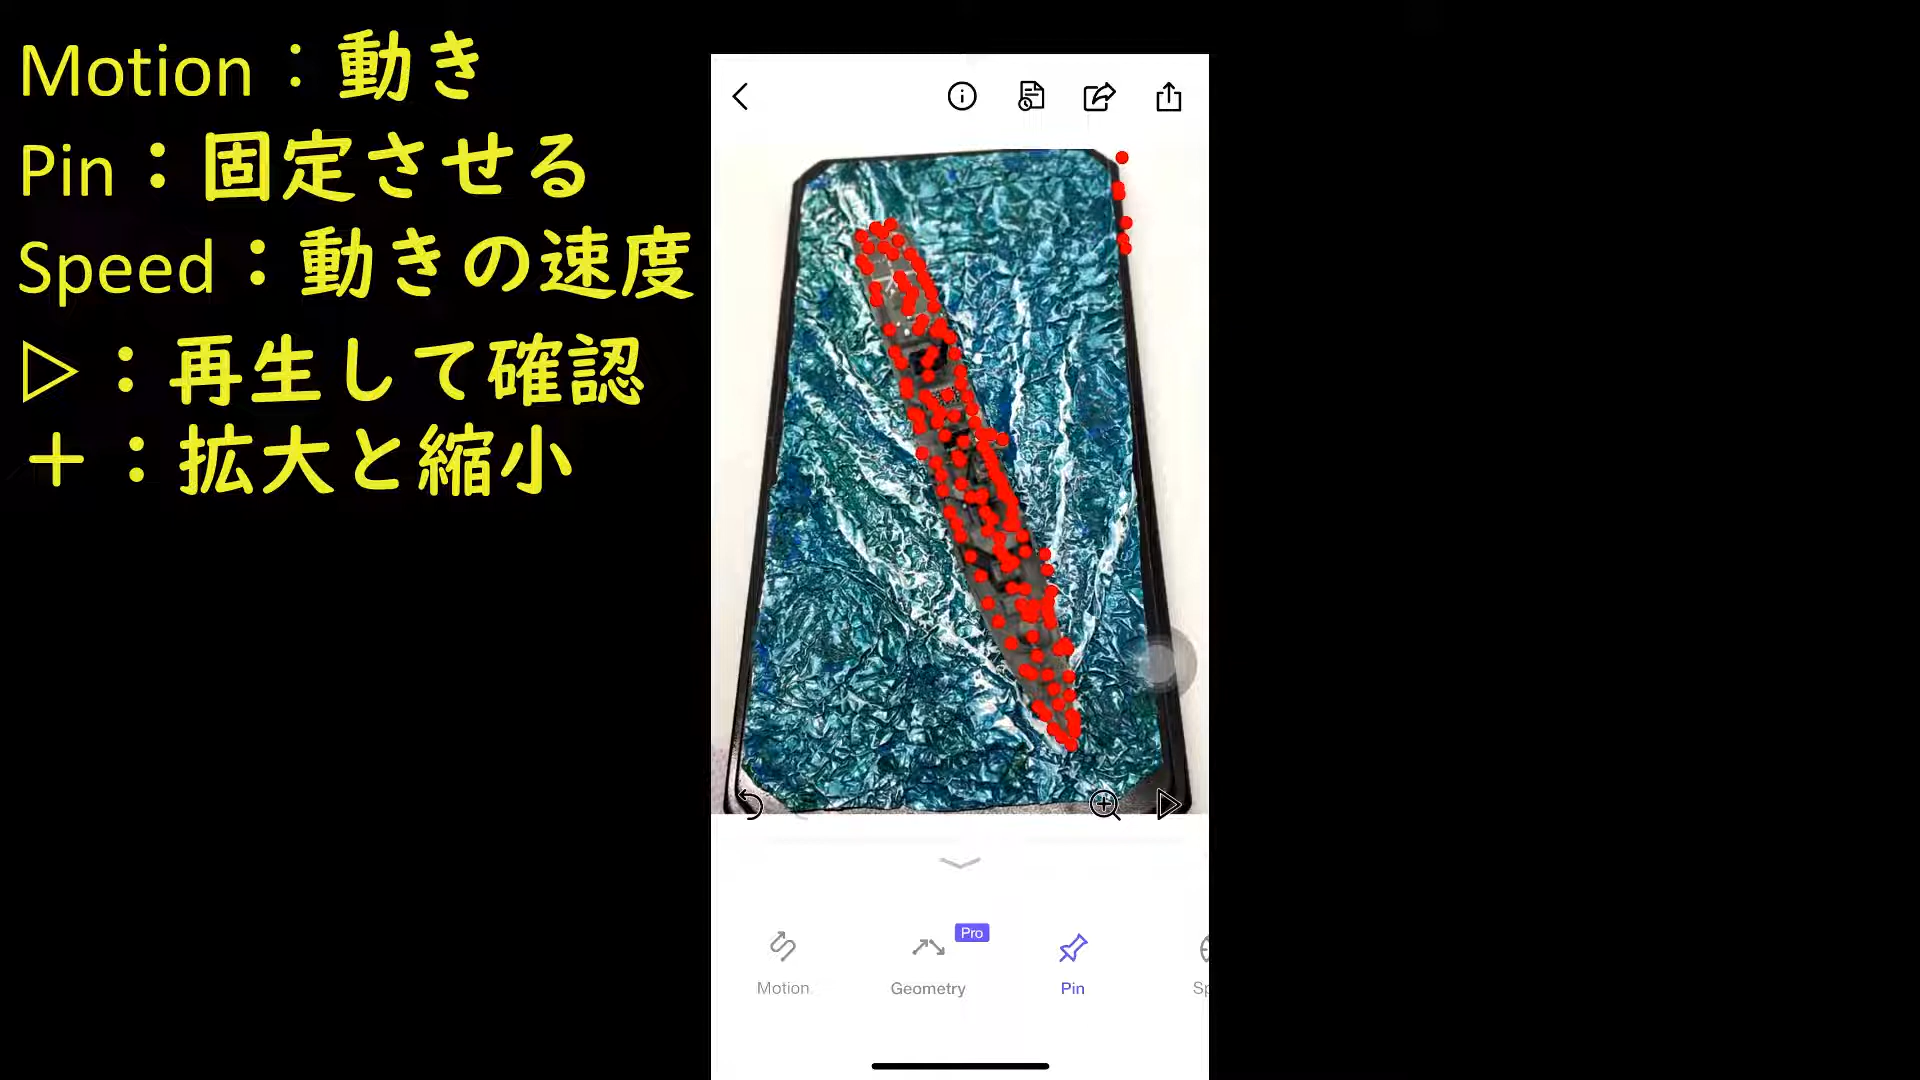 Motion：動き
Pin：固定させる
Speed：動きの速度
▷：再生して確認
＋：拡大と縮小
Pro
Motion
Geometry
Pin